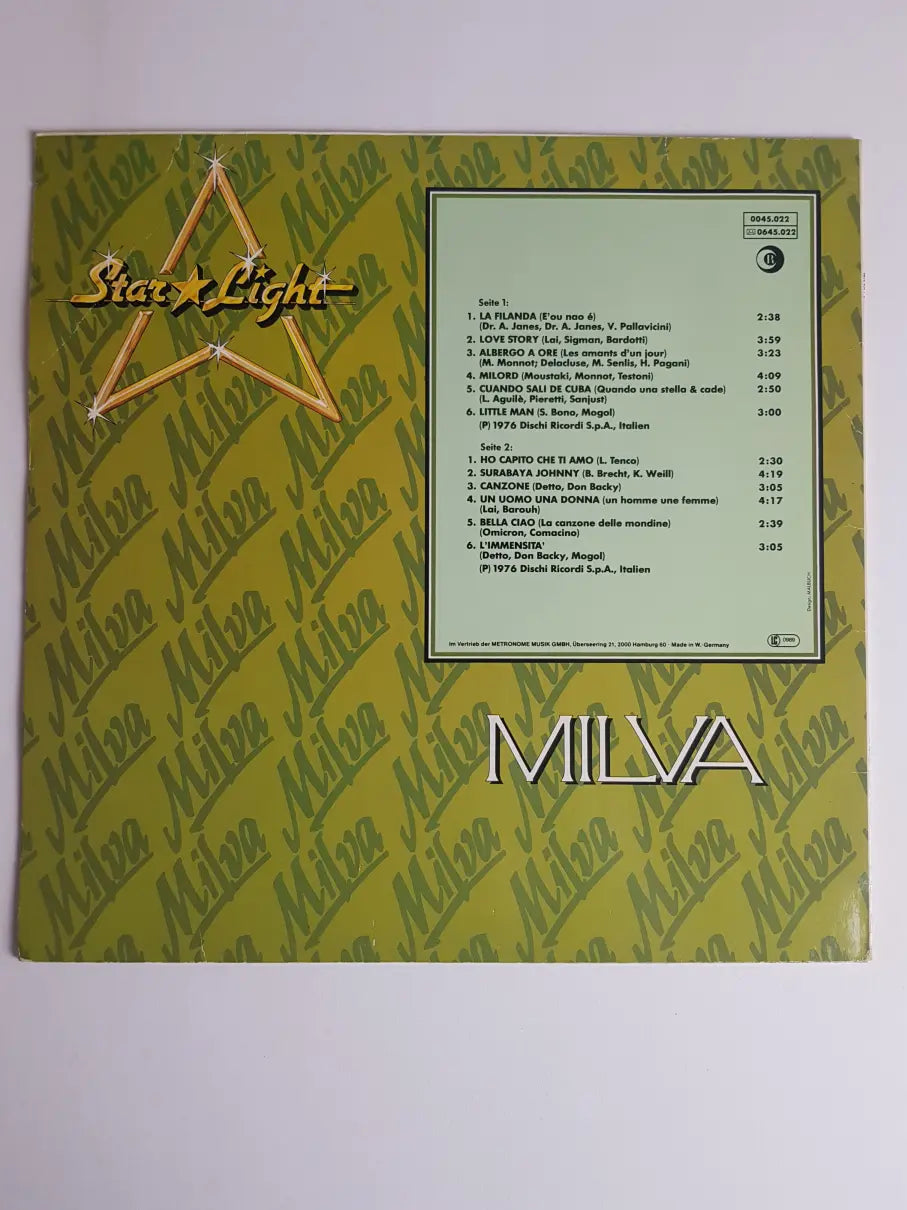 Star Light
0045.022
0645.022
R
Seite 1:
1. LA FILANDA (E'ou nao é) 2:38
(Dr. A. Janes, Dr. A. Janes, V. Pallavicini)
2. LOVE STORY (Lai, Sigman, Bardotti) 3:59
3. ALBERGO A ORE (Les amants d'un jour) 3:23
(M. Monnot; Delacluse, M. Senlis, H. Pagani)
4. MILORD (Moustaki, Monnot, Testoni) 4:09
5. CUANDO SALI DE CUBA (Quando una stella & cade) 2:50
(L. Aguilè, Pieretti, Sanjust)
6. LITTLE MAN (S. Bono, Mogol) 3:00
(P) 1976 Dischi Ricordi S.p.A., Italien
Seite 2:
1. HO CAPITO CHE TI AMO (L. Tenco) 2:30
2. SURABAYA JOHNNY (B. Brecht, K. Weill) 4:19
3. CANZONE (Detto, Don Backy) 3:05
4. UN UOMO UNA DONNA (un homme une femme) 4:17
(Lai, Barouh)
5. BELLA CIAO (La canzone delle mondine) 2:39
(Omicron, Comacino)
6. L'IMMENSITA' 3:05
(Detto, Don Backy, Mogol)
(P) 1976 Dischi Ricordi S.p.A., Italien
Design: MALBUCH
Im Vertrieb der METRONOME MUSIK GMBH, Überseering 21, 2000 Hamburg 60 · Made in W.-Germany
LC
MILVA